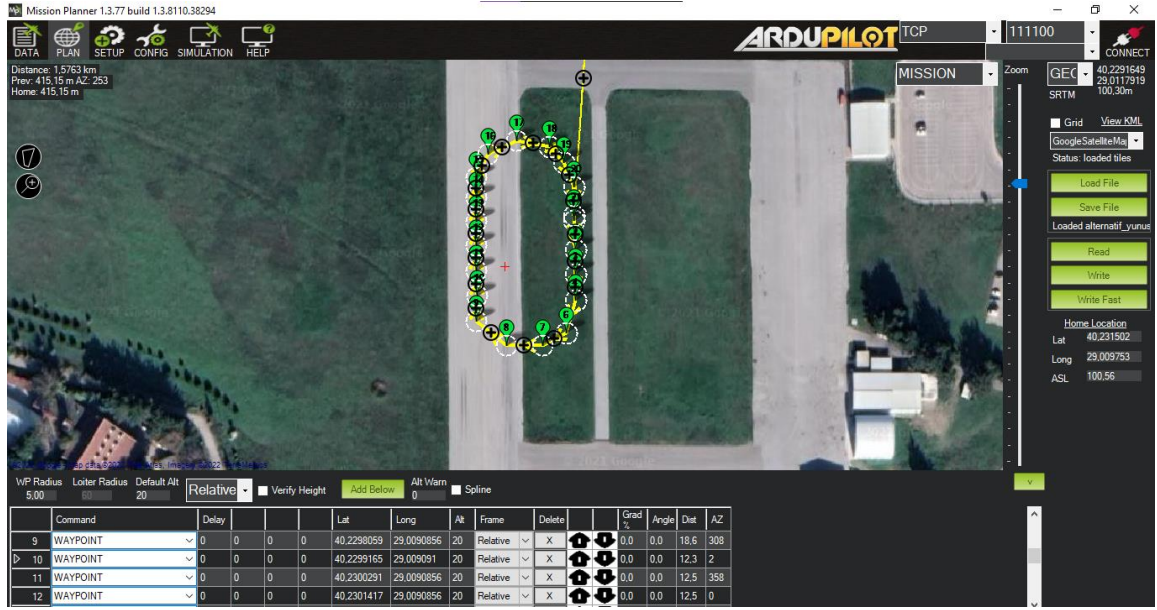 Mission Planner 1.3.77 build 1.3.8110.38294
DATA PLAN SETUP CONFIG SIMULATION HELP
ARDUPILOT
TCP
111100
CONNECT
Distance: 1,5763 km
Prev: 415,15 m AZ: 253
Home: 415,15 m
MISSION
Zoom
GEO
40,2291649
29,0117919
SRTM 100,30m
Grid View KML
GoogleSatelliteMap
Status: loaded tiles
Load File
Save File
Loaded alternatif_yunus
Read
Write
Write Fast
Home Location
Lat 40,231502
Long 29,009753
ASL 100,56
16
17
18
19
8
7
6
WP Radius Loiter Radius Default Alt
5,00 60 20 Relative Verify Height Add Below Alt Warn 0 Spline
Command Delay Lat Long Alt Frame Delete Grad % Angle Dist AZ
9 WAYPOINT 0 0 0 0 40,2298059 29,0090856 20 Relative X 0,0 0,0 18,6 308
10 WAYPOINT 0 0 0 0 40,2299165 29,009091 20 Relative X 0,0 0,0 12,3 2
11 WAYPOINT 0 0 0 0 40,2300291 29,0090856 20 Relative X 0,0 0,0 12,5 358
12 WAYPOINT 0 0 0 0 40,2301417 29,0090856 20 Relative X 0,0 0,0 12,5 0